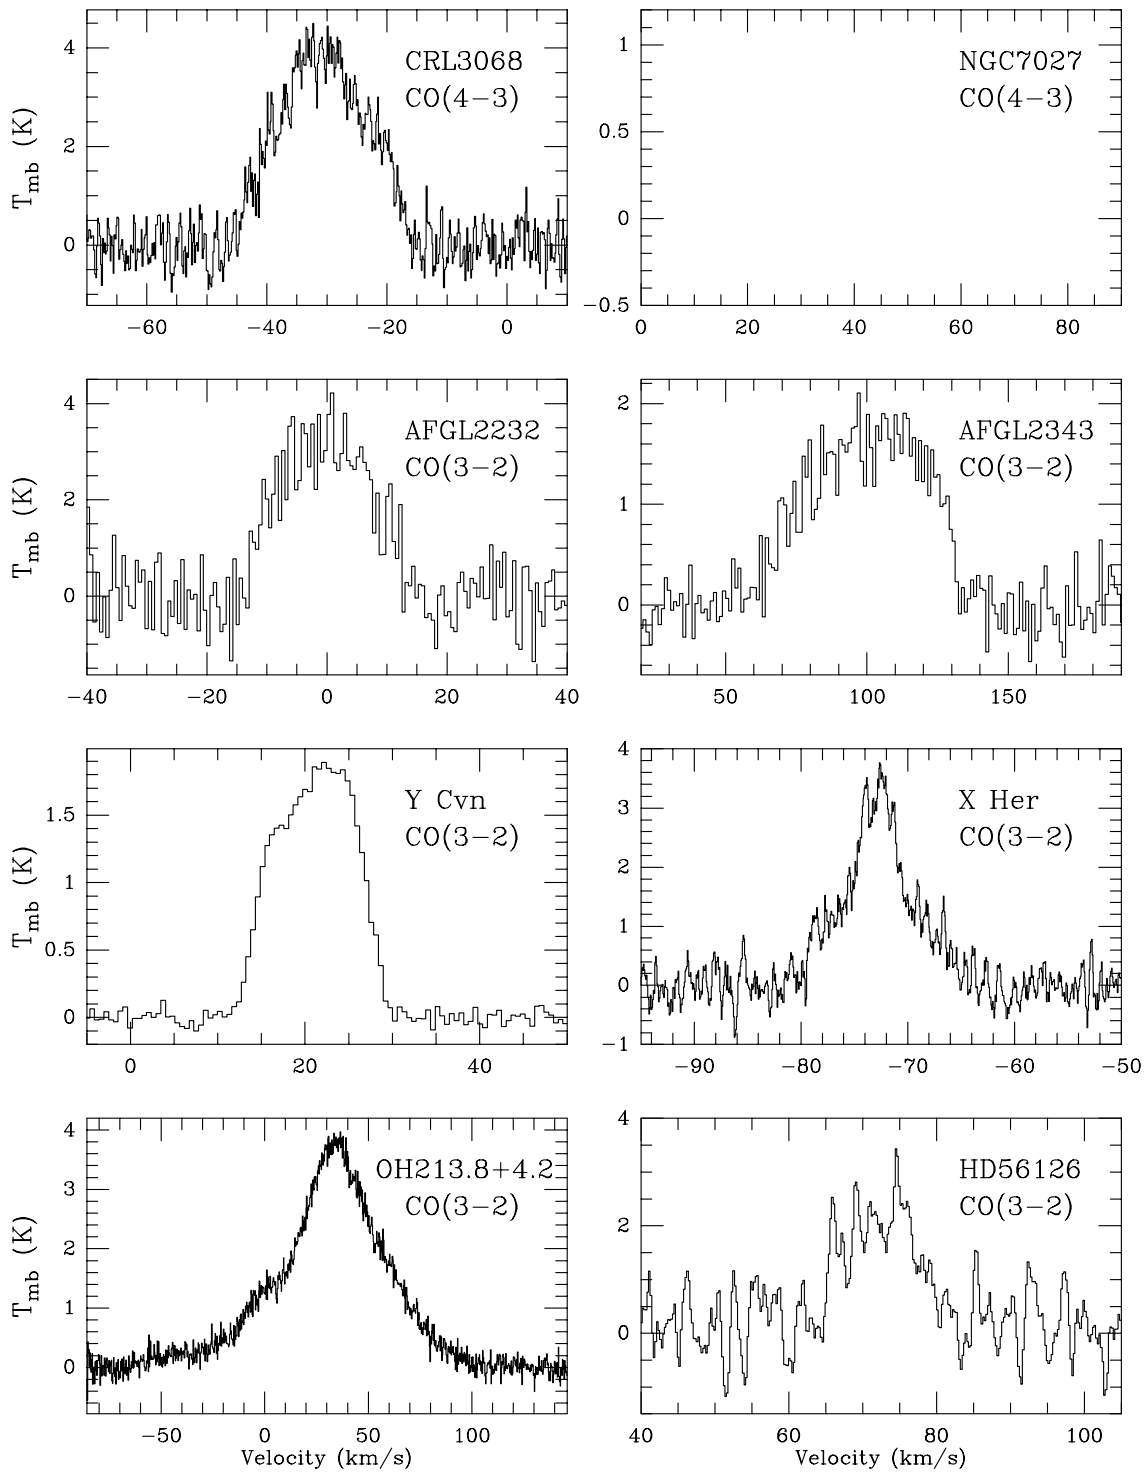 CRL3068
CO(4−3)
T_mb (K)
4
2
0
−60 −40 −20 0
NGC7027
CO(4−3)
1
0.5
0
−0.5
0 20 40 60 80
AFGL2232
CO(3−2)
T_mb (K)
4
2
0
−40 −20 0 20 40
AFGL2343
CO(3−2)
2
1
0
50 100 150
Y Cvn
CO(3−2)
T_mb (K)
1.5
1
0.5
0
0 20 40
X Her
CO(3−2)
4
3
2
1
0
−1
−90 −80 −70 −60 −50
OH213.8+4.2
CO(3−2)
T_mb (K)
4
3
2
1
0
−50 0 50 100
Velocity (km/s)
HD56126
CO(3−2)
4
2
0
40 60 80 100
Velocity (km/s)